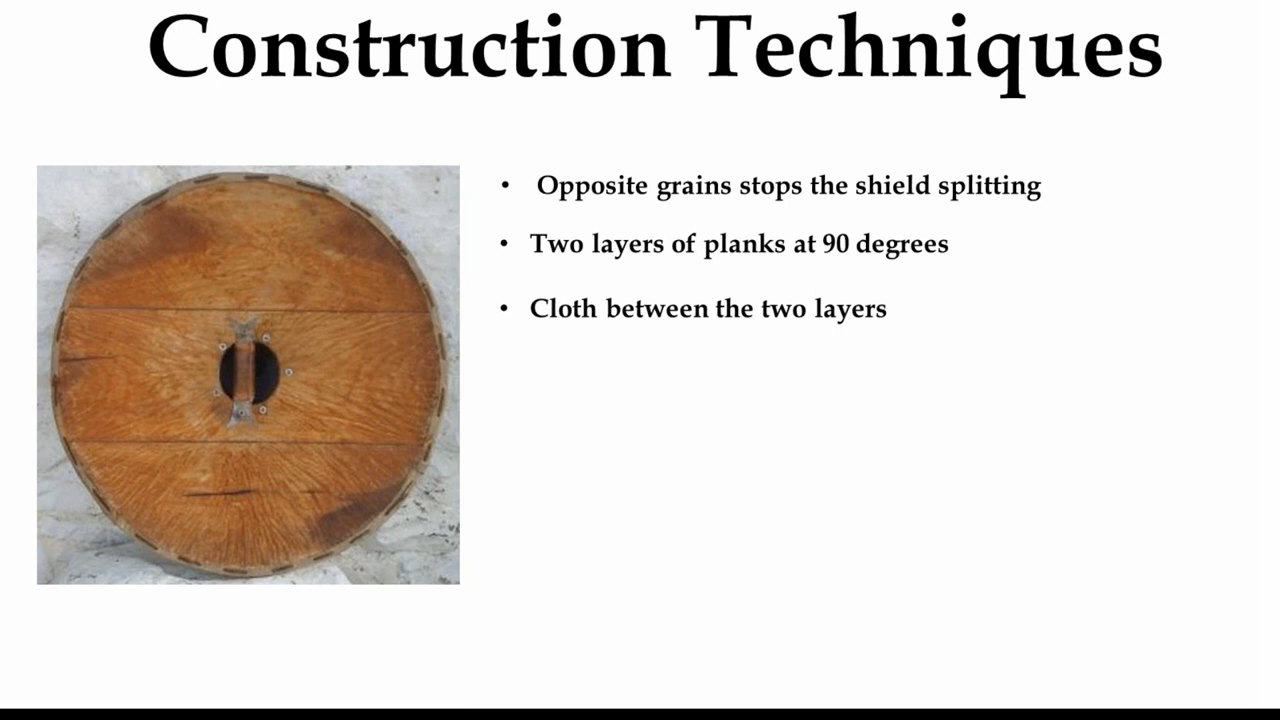 Construction Techniques
• Opposite grains stops the shield splitting
• Two layers of planks at 90 degrees
• Cloth between the two layers